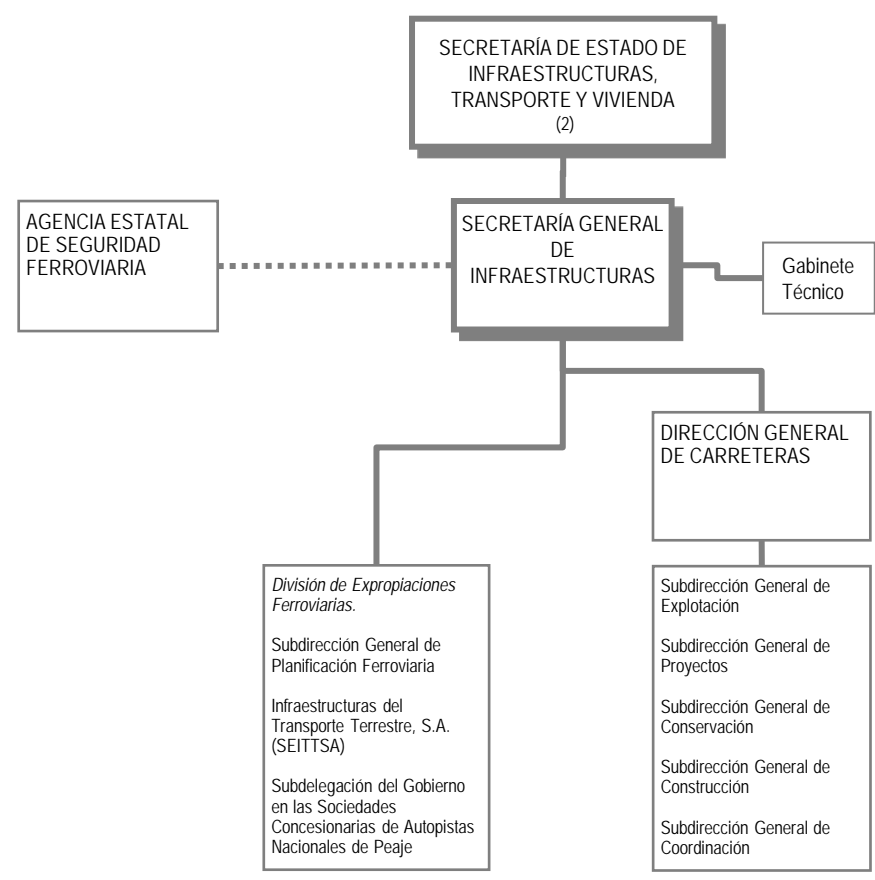 SECRETARÍA DE ESTADO DE
INFRAESTRUCTURAS,
TRANSPORTE Y VIVIENDA
(2)
AGENCIA ESTATAL
DE SEGURIDAD
FERROVIARIA
SECRETARÍA GENERAL
DE
INFRAESTRUCTURAS
Gabinete
Técnico
DIRECCIÓN GENERAL
DE CARRETERAS
División de Expropiaciones
Ferroviarias.
Subdirección General de
Planificación Ferroviaria
Infraestructuras del
Transporte Terrestre, S.A.
(SEITTSA)
Subdelegación del Gobierno
en las Sociedades
Concesionarias de Autopistas
Nacionales de Peaje
Subdirección General de
Explotación
Subdirección General de
Proyectos
Subdirección General de
Conservación
Subdirección General de
Construcción
Subdirección General de
Coordinación